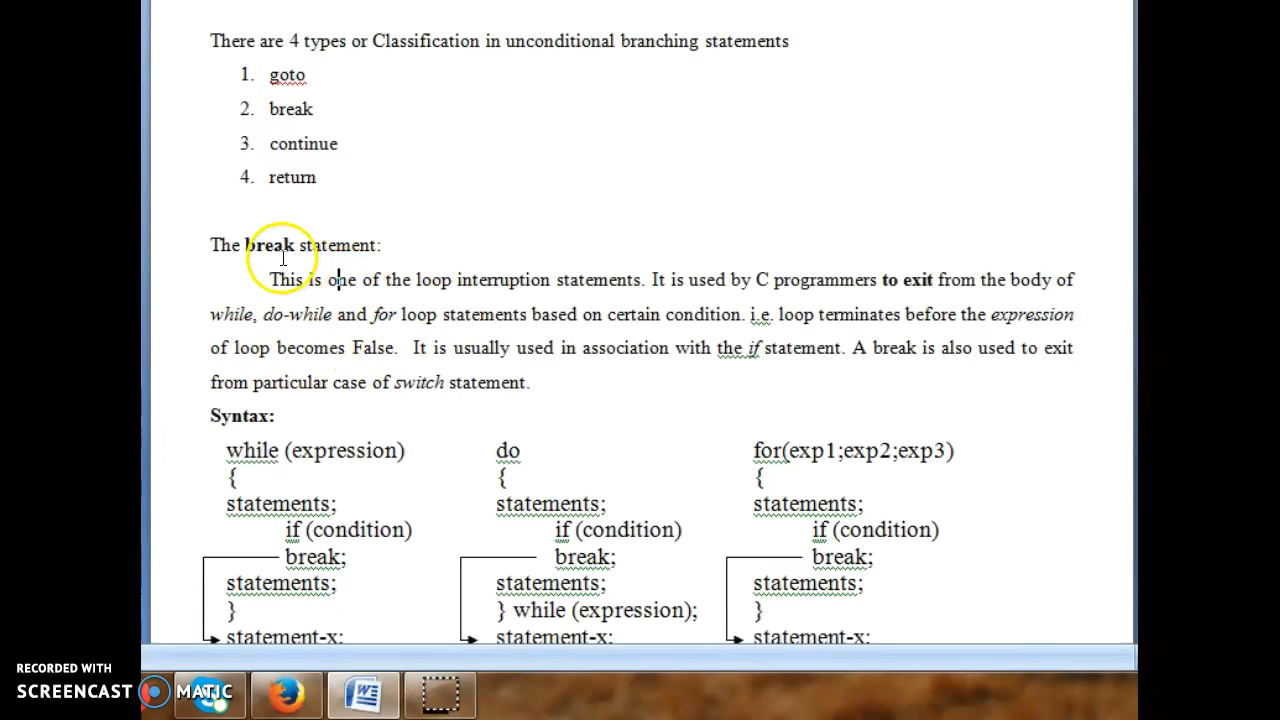 There are 4 types or Classification in unconditional branching statements
1. goto
2. break
3. continue
4. return
The break statement:
This is one of the loop interruption statements. It is used by C programmers to exit from the body of
while, do-while and for loop statements based on certain condition. i.e. loop terminates before the expression
of loop becomes False. It is usually used in association with the if statement. A break is also used to exit
from particular case of switch statement.
Syntax:
while (expression)
{
statements;
if (condition)
break;
statements;
}
statement-x;
do
{
statements;
if (condition)
break;
statements;
} while (expression);
statement-x;
for(exp1;exp2;exp3)
{
statements;
if (condition)
break;
statements;
}
statement-x;
RECORDED WITH
SCREENCAST MATIC